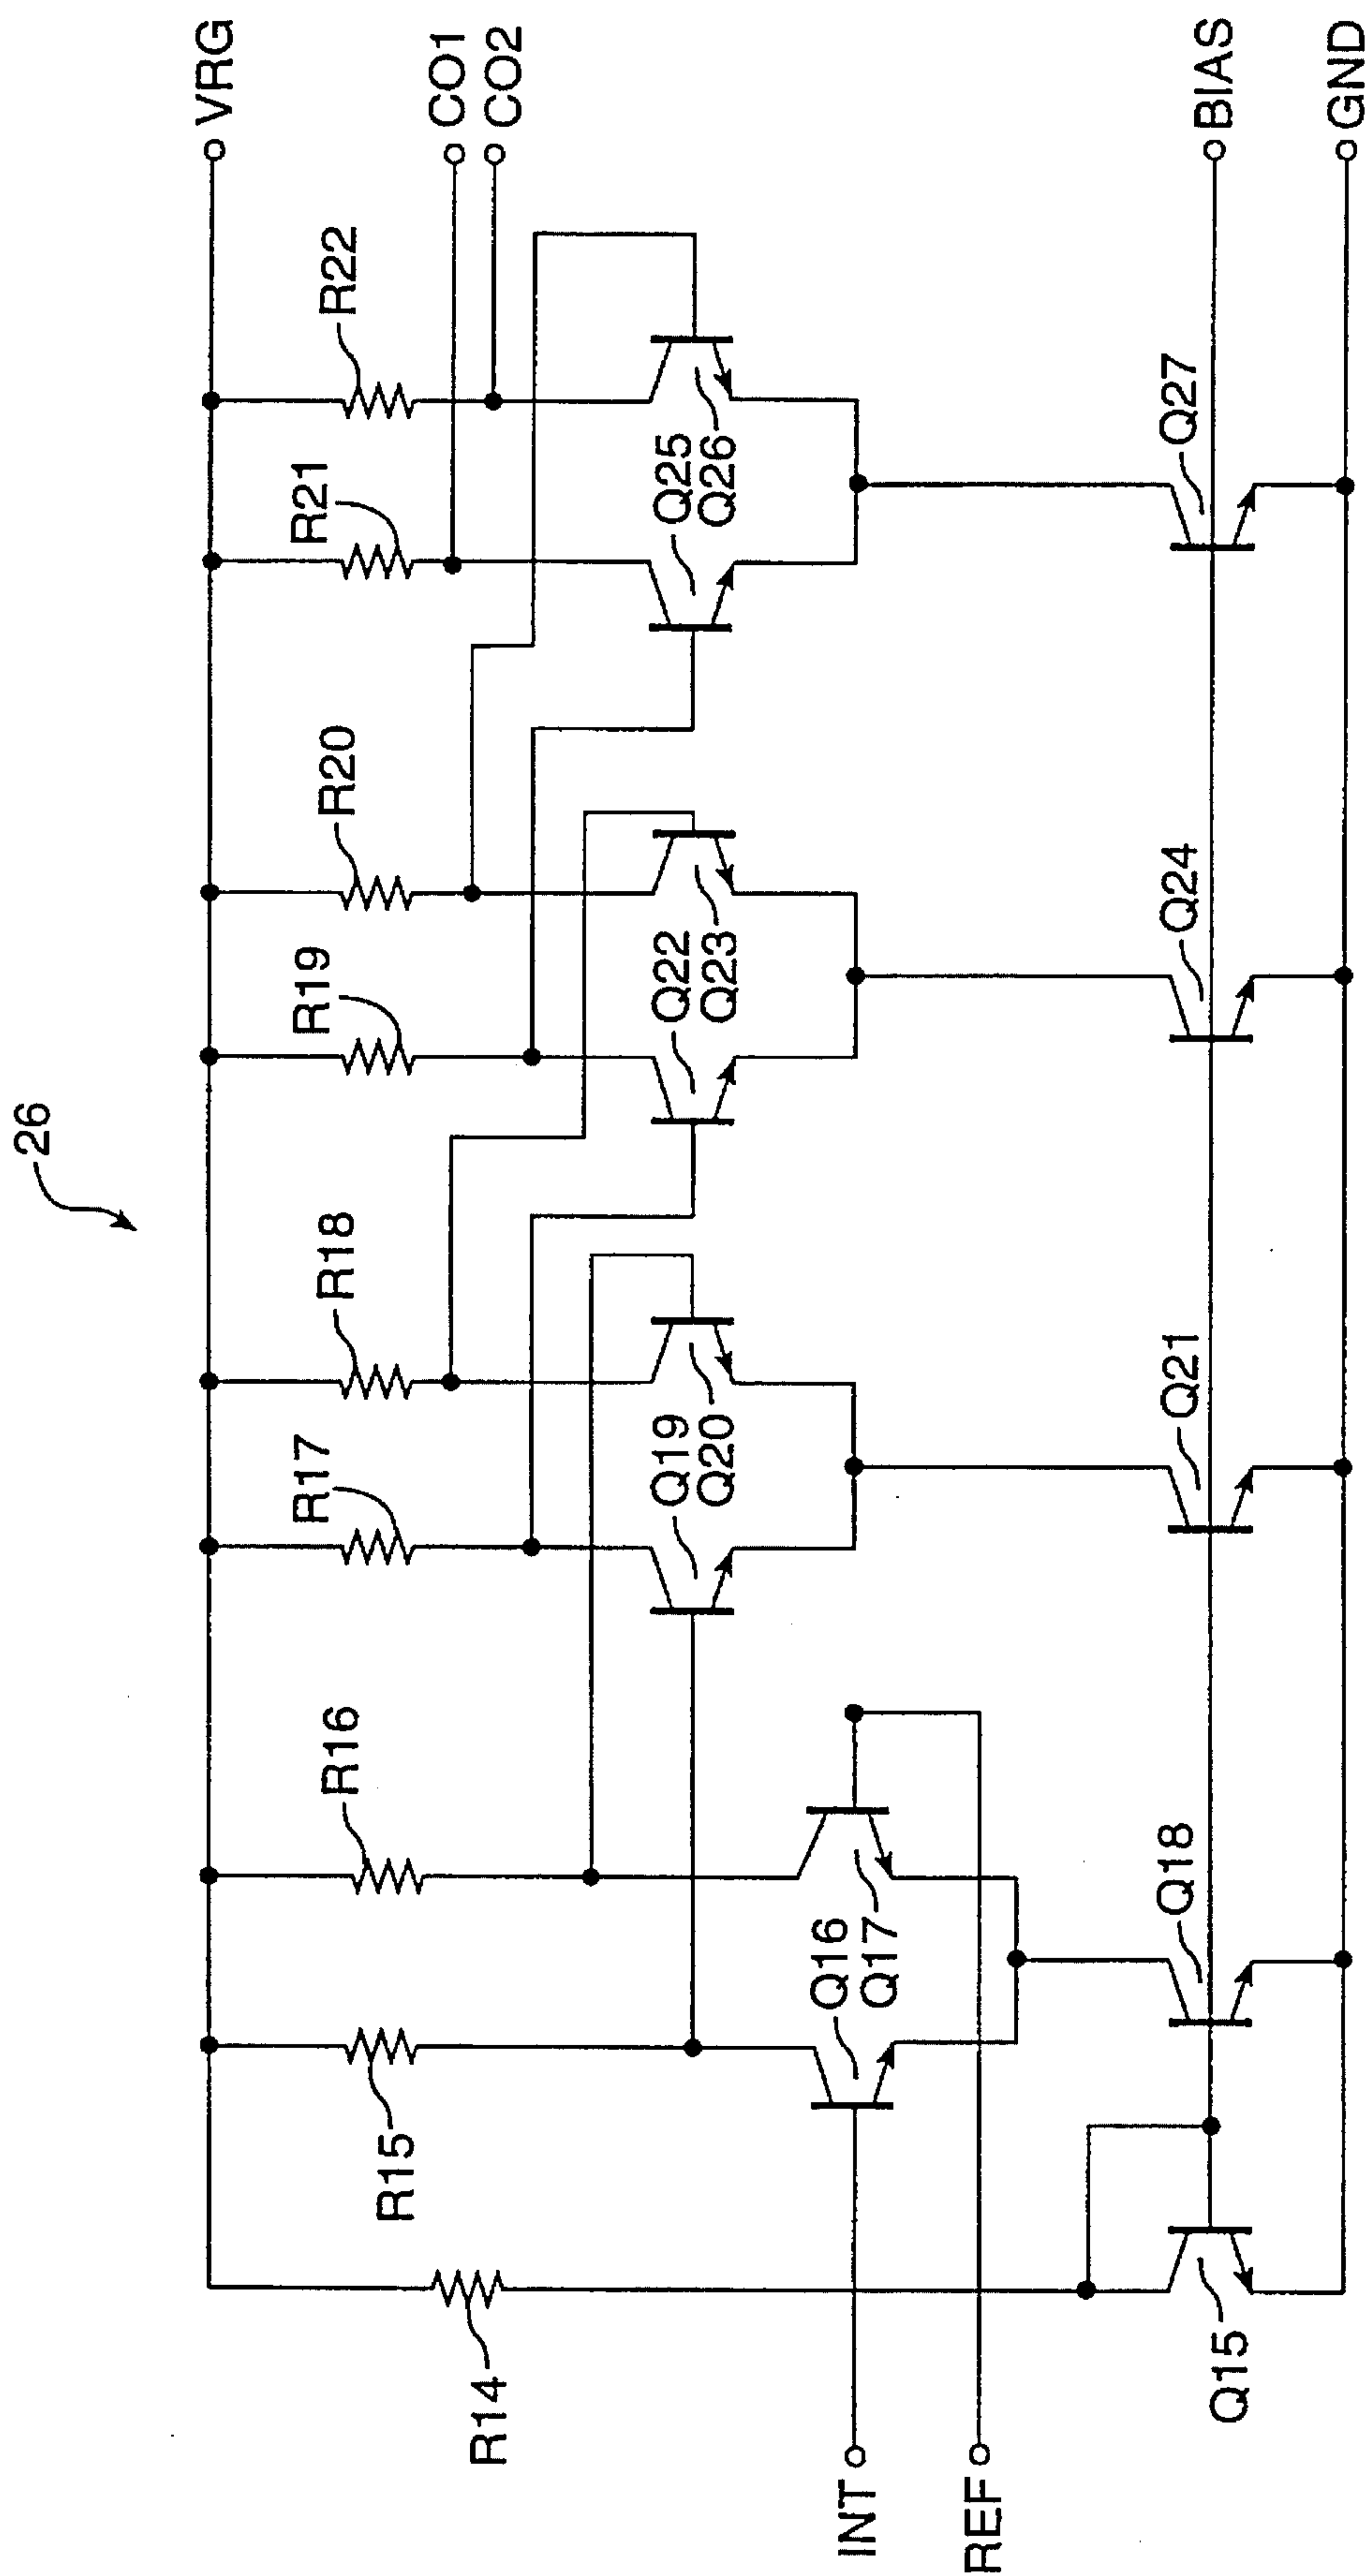 26
VRG
CO1
CO2
BIAS
GND
R14
R15
R16
R17
R18
R19
R20
R21
R22
INT
REF
Q15
Q16
Q17
Q18
Q19
Q20
Q21
Q22
Q23
Q24
Q25
Q26
Q27